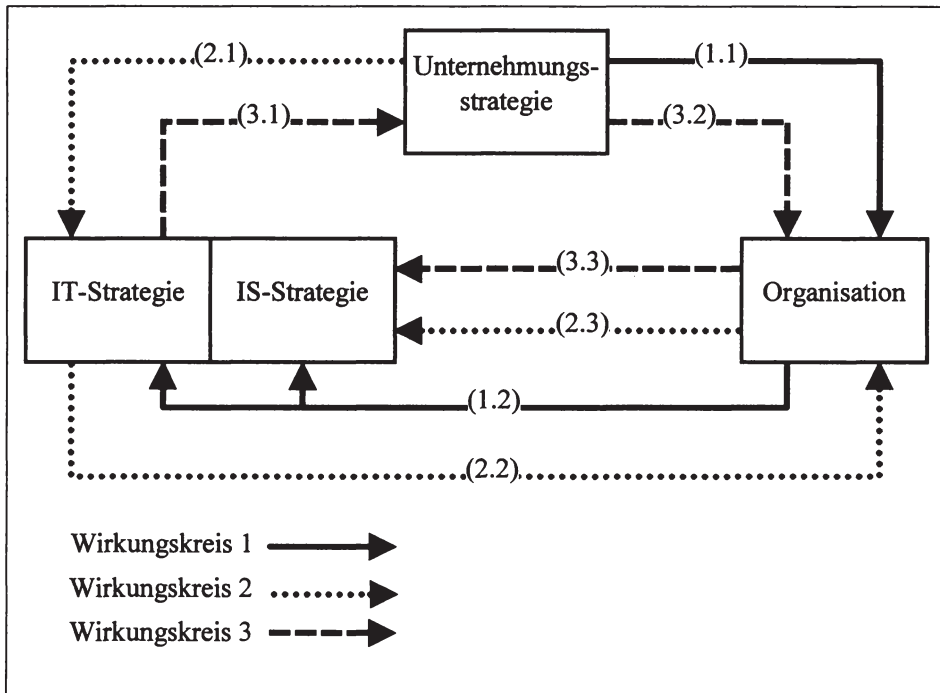 (2.1)
Unternehmungs-
strategie
(1.1)
(3.1)
(3.2)
IT-Strategie
IS-Strategie
(3.3)
(2.3)
Organisation
(1.2)
(2.2)
Wirkungskreis 1
Wirkungskreis 2
Wirkungskreis 3